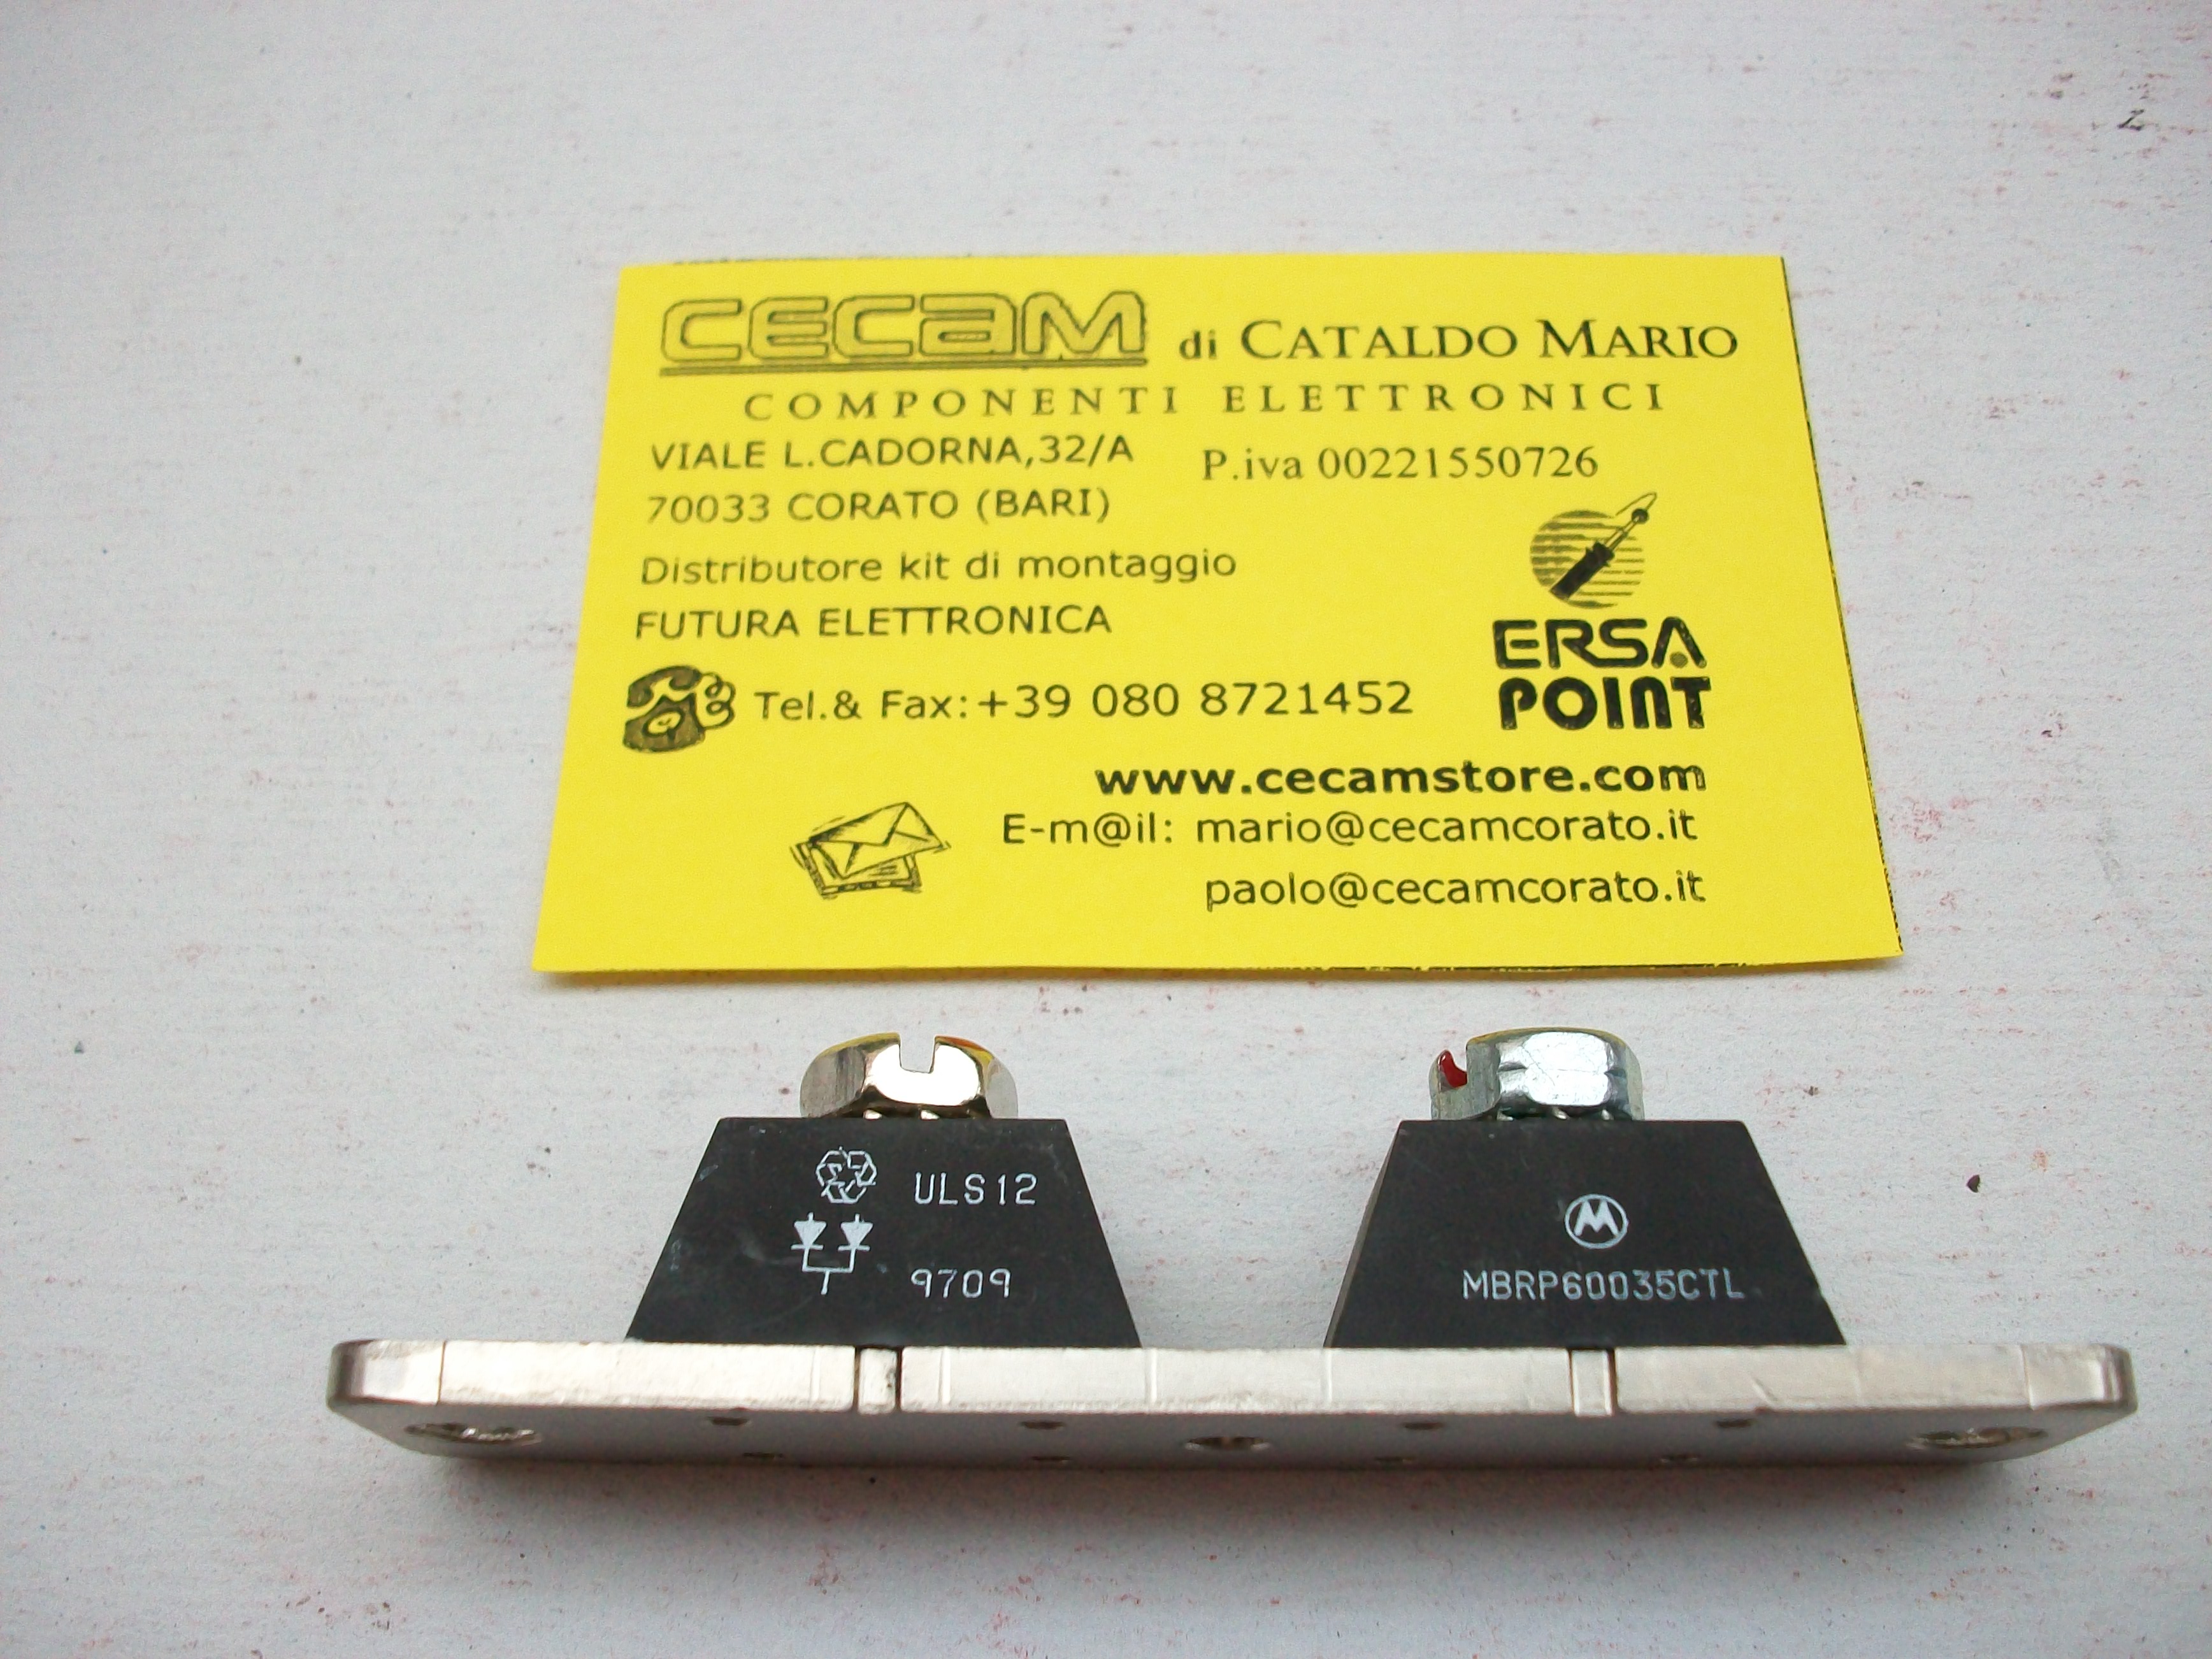 CECAM di CATALDO MARIO
COMPONENTI ELETTRONICI
VIALE L.CADORNA,32/A P.iva 00221550726
70033 CORATO (BARI)
Distributore kit di montaggio
FUTURA ELETTRONICA
ERSA
POINT
Tel.& Fax:+39 080 8721452
www.cecamstore.com
E-m@il: mario@cecamcorato.it
paolo@cecamcorato.it
ULS12
9709
M
MBRP60035CTL